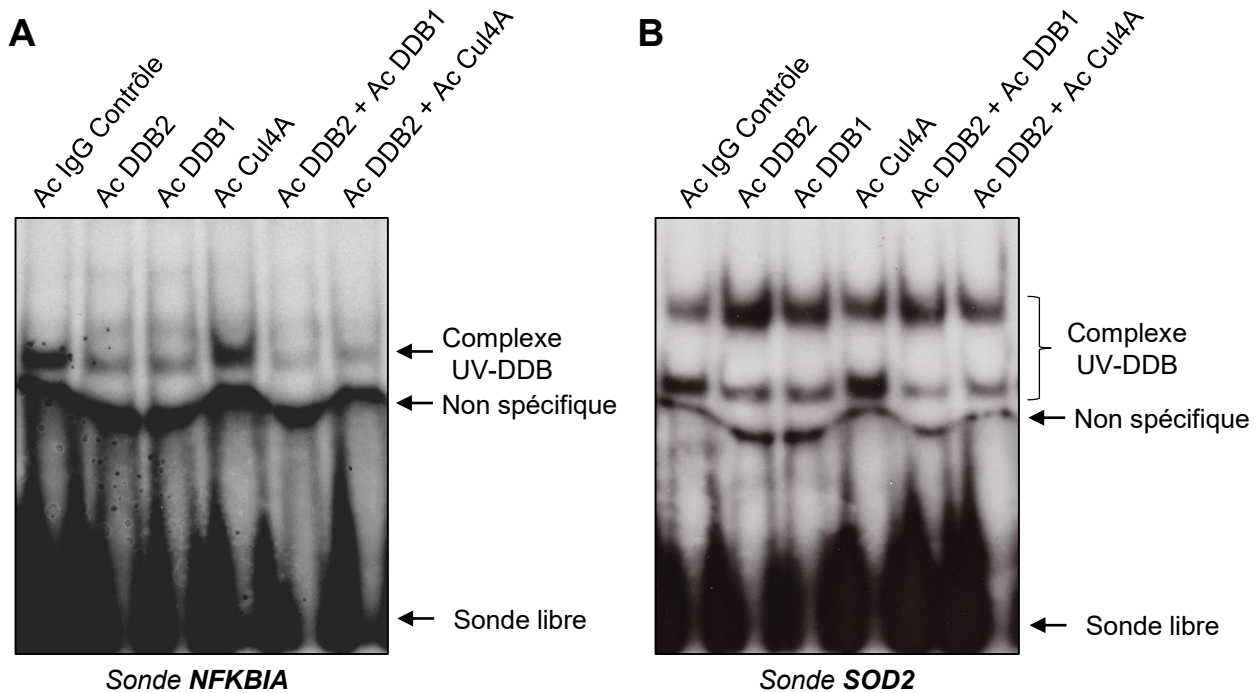 A
Ac IgG Contrôle
Ac DDB2
Ac DDB1
Ac Cul4A
Ac DDB2 + Ac DDB1
Ac DDB2 + Ac Cul4A
Complexe
UV-DDB
Non spécifique
Sonde libre
Sonde NFKBIA
B
Ac IgG Contrôle
Ac DDB2
Ac DDB1
Ac Cul4A
Ac DDB2 + Ac DDB1
Ac DDB2 + Ac Cul4A
Complexe
UV-DDB
Non spécifique
Sonde libre
Sonde SOD2